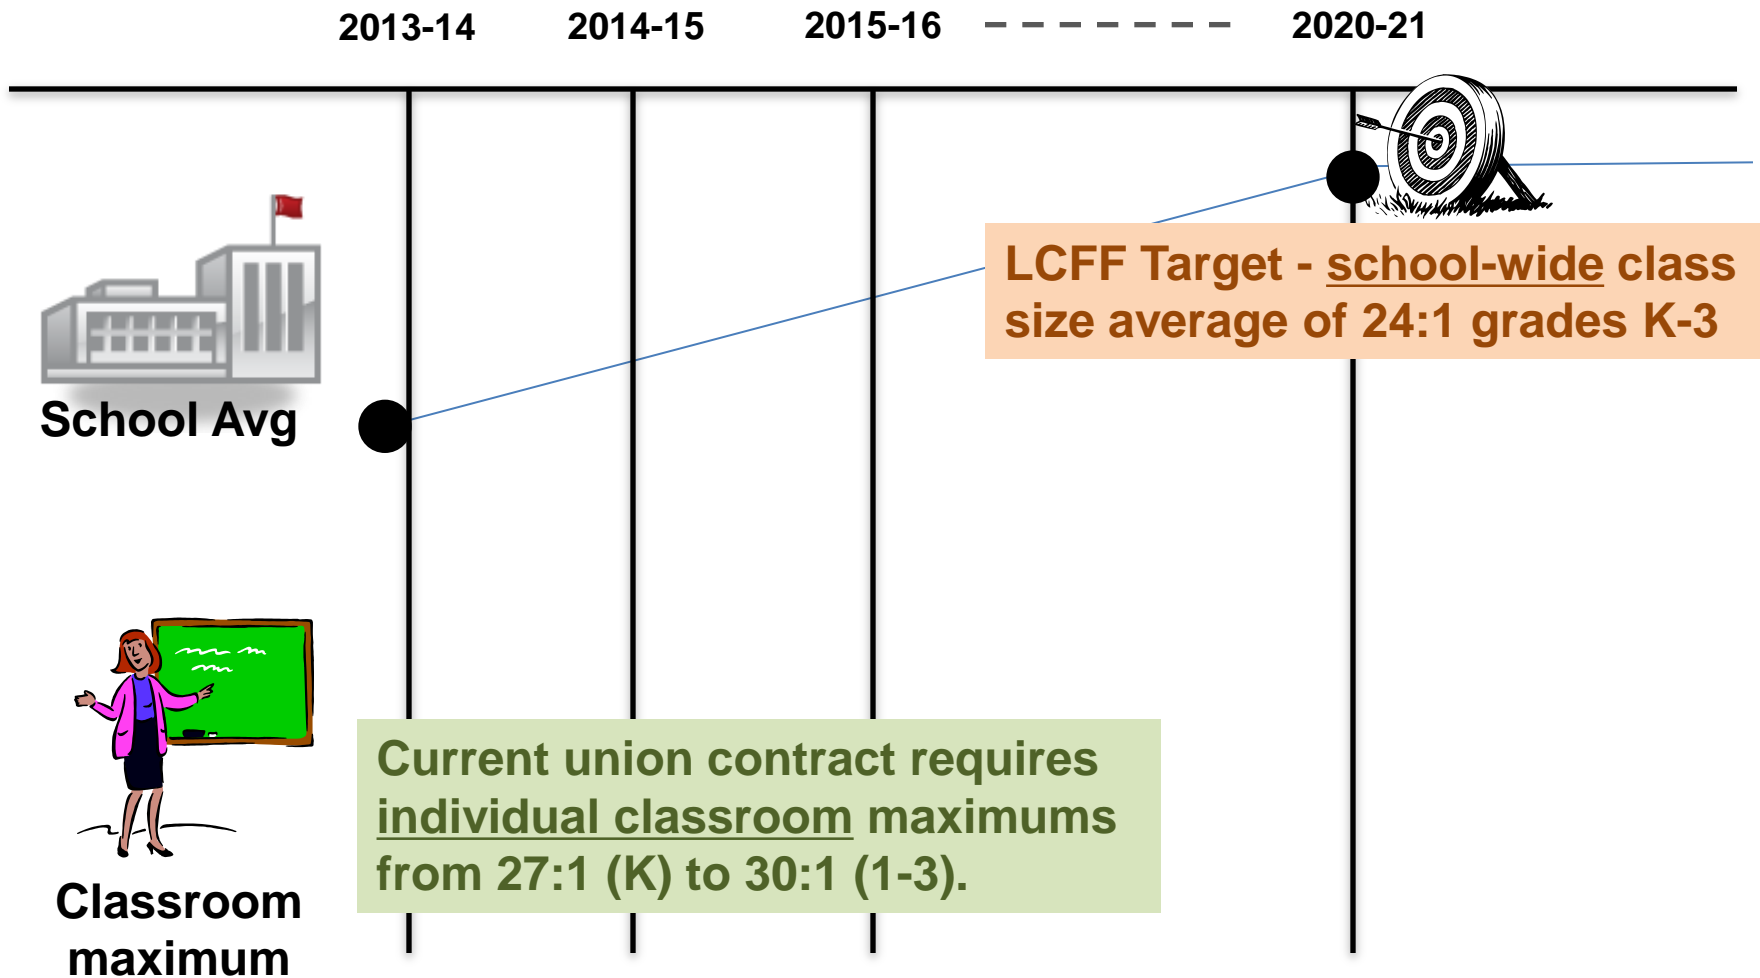 2013-14 2014-15 2015-16 2020-21
LCFF Target - school-wide class
size average of 24:1 grades K-3
School Avg
Current union contract requires
individual classroom maximums
from 27:1 (K) to 30:1 (1-3).
Classroom
maximum